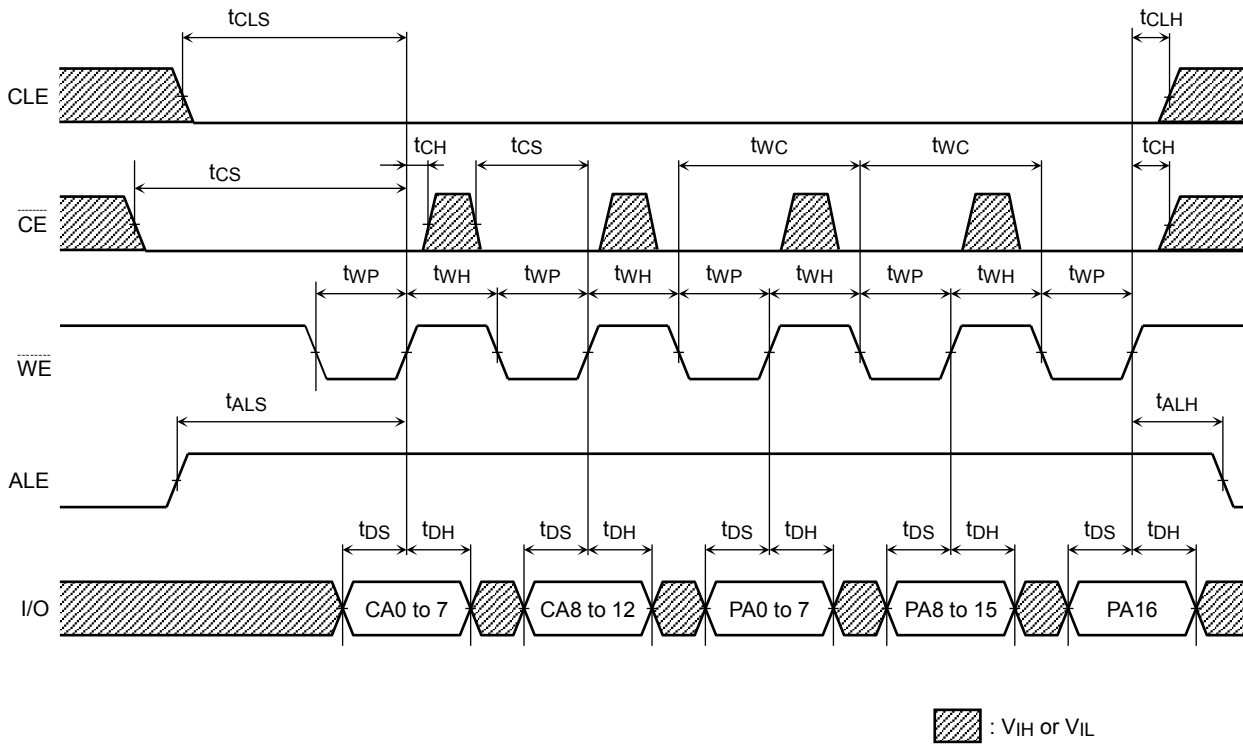 tCLS tCLH
CLE
tCH tCS tWC tWC tCH
tCS
CE
tWP tWH tWP tWH tWP tWH tWP tWH tWP
WE
tALS tALH
ALE
tDS tDH tDS tDH tDS tDH tDS tDH tDS tDH
I/O CA0 to 7 CA8 to 12 PA0 to 7 PA8 to 15 PA16
: VIH or VIL